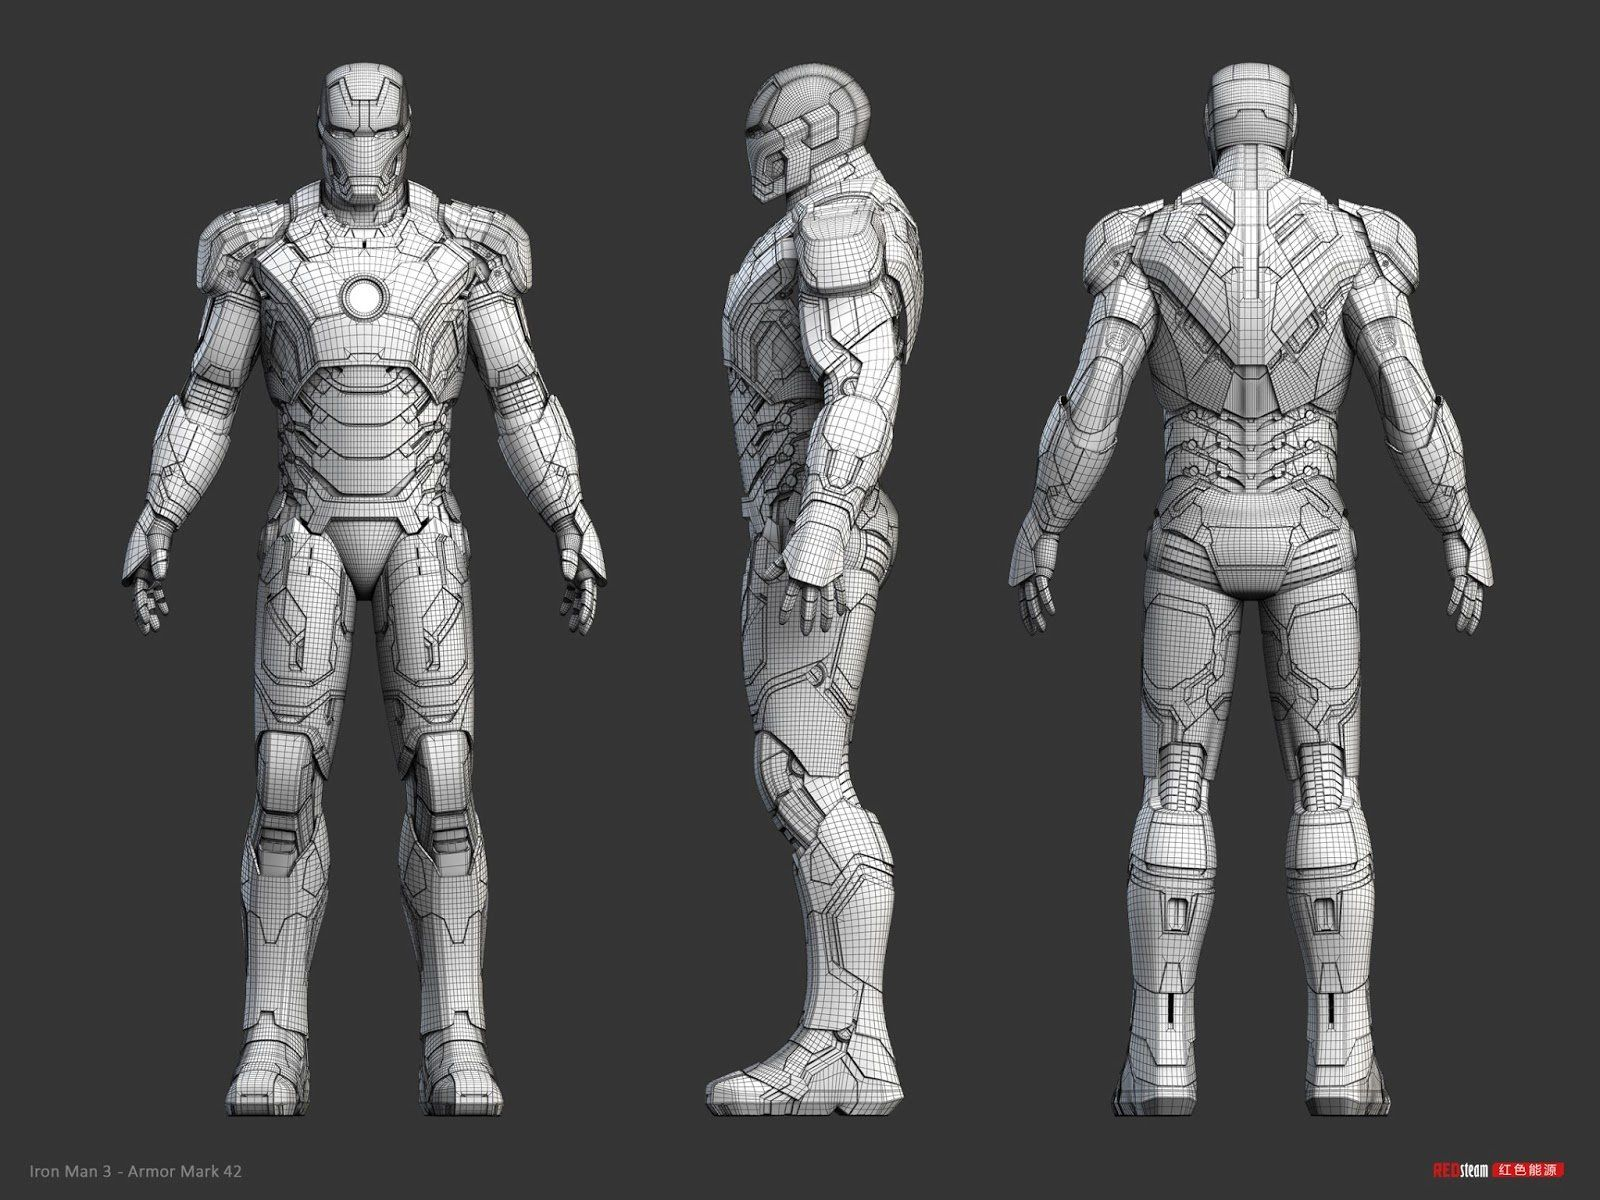 Iron Man 3 - Armor Mark 42
REDsteam 红色能源